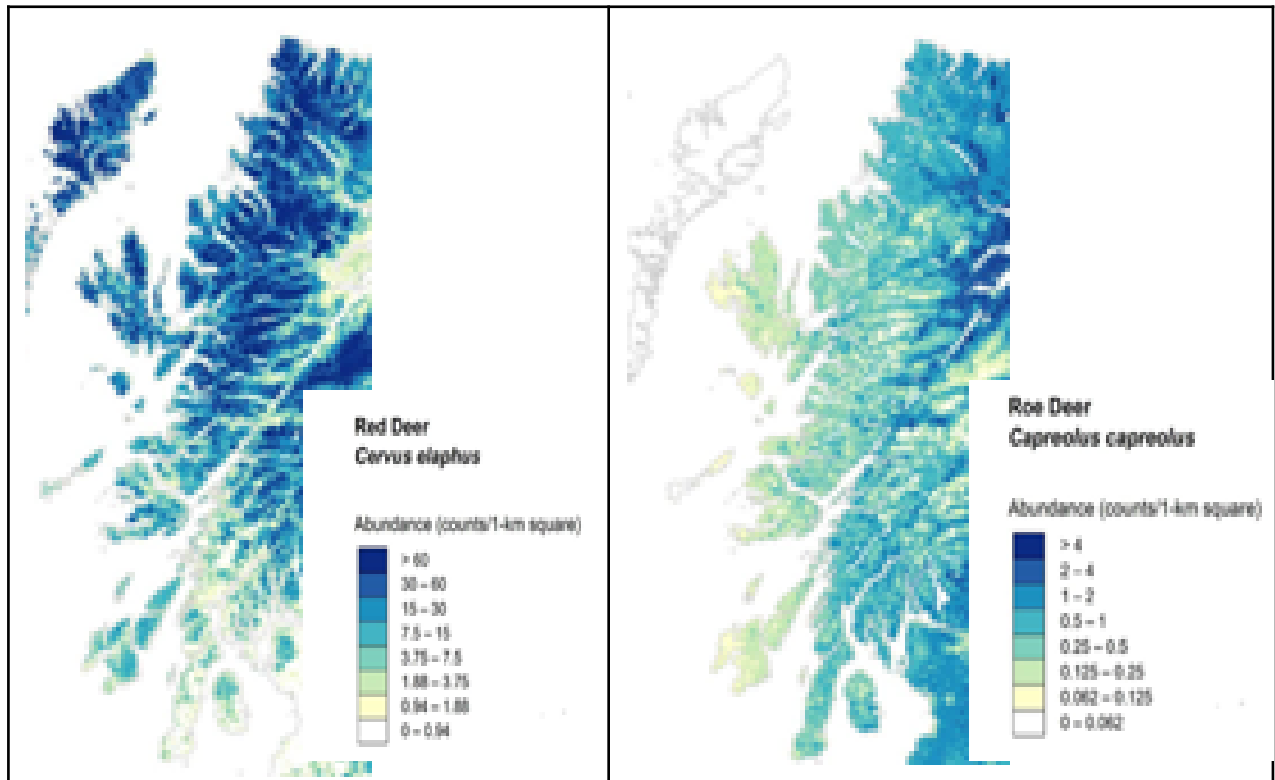 Red Deer
Cervus elaphus
Abundance (counts/1-km square)
> 60
30 – 60
15 – 30
7.5 – 15
3.75 – 7.5
1.88 – 3.75
0.94 – 1.88
0 – 0.94
Roe Deer
Capreolus capreolus
Abundance (counts/1-km square)
> 4
2 – 4
1 – 2
0.5 – 1
0.25 – 0.5
0.125 – 0.25
0.062 – 0.125
0 – 0.062